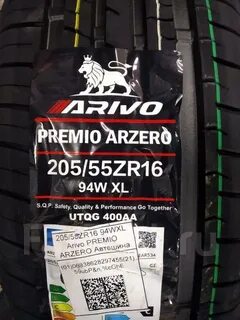 ARIVO
PREMIO ARZERO
205/55ZR16
94W XL
S.Q.P. Safety, Quality & Performance Go Together
UTQG 400AA
205/55ZR16 94WXL
Arivo PREMIO
ARZERO Автошина